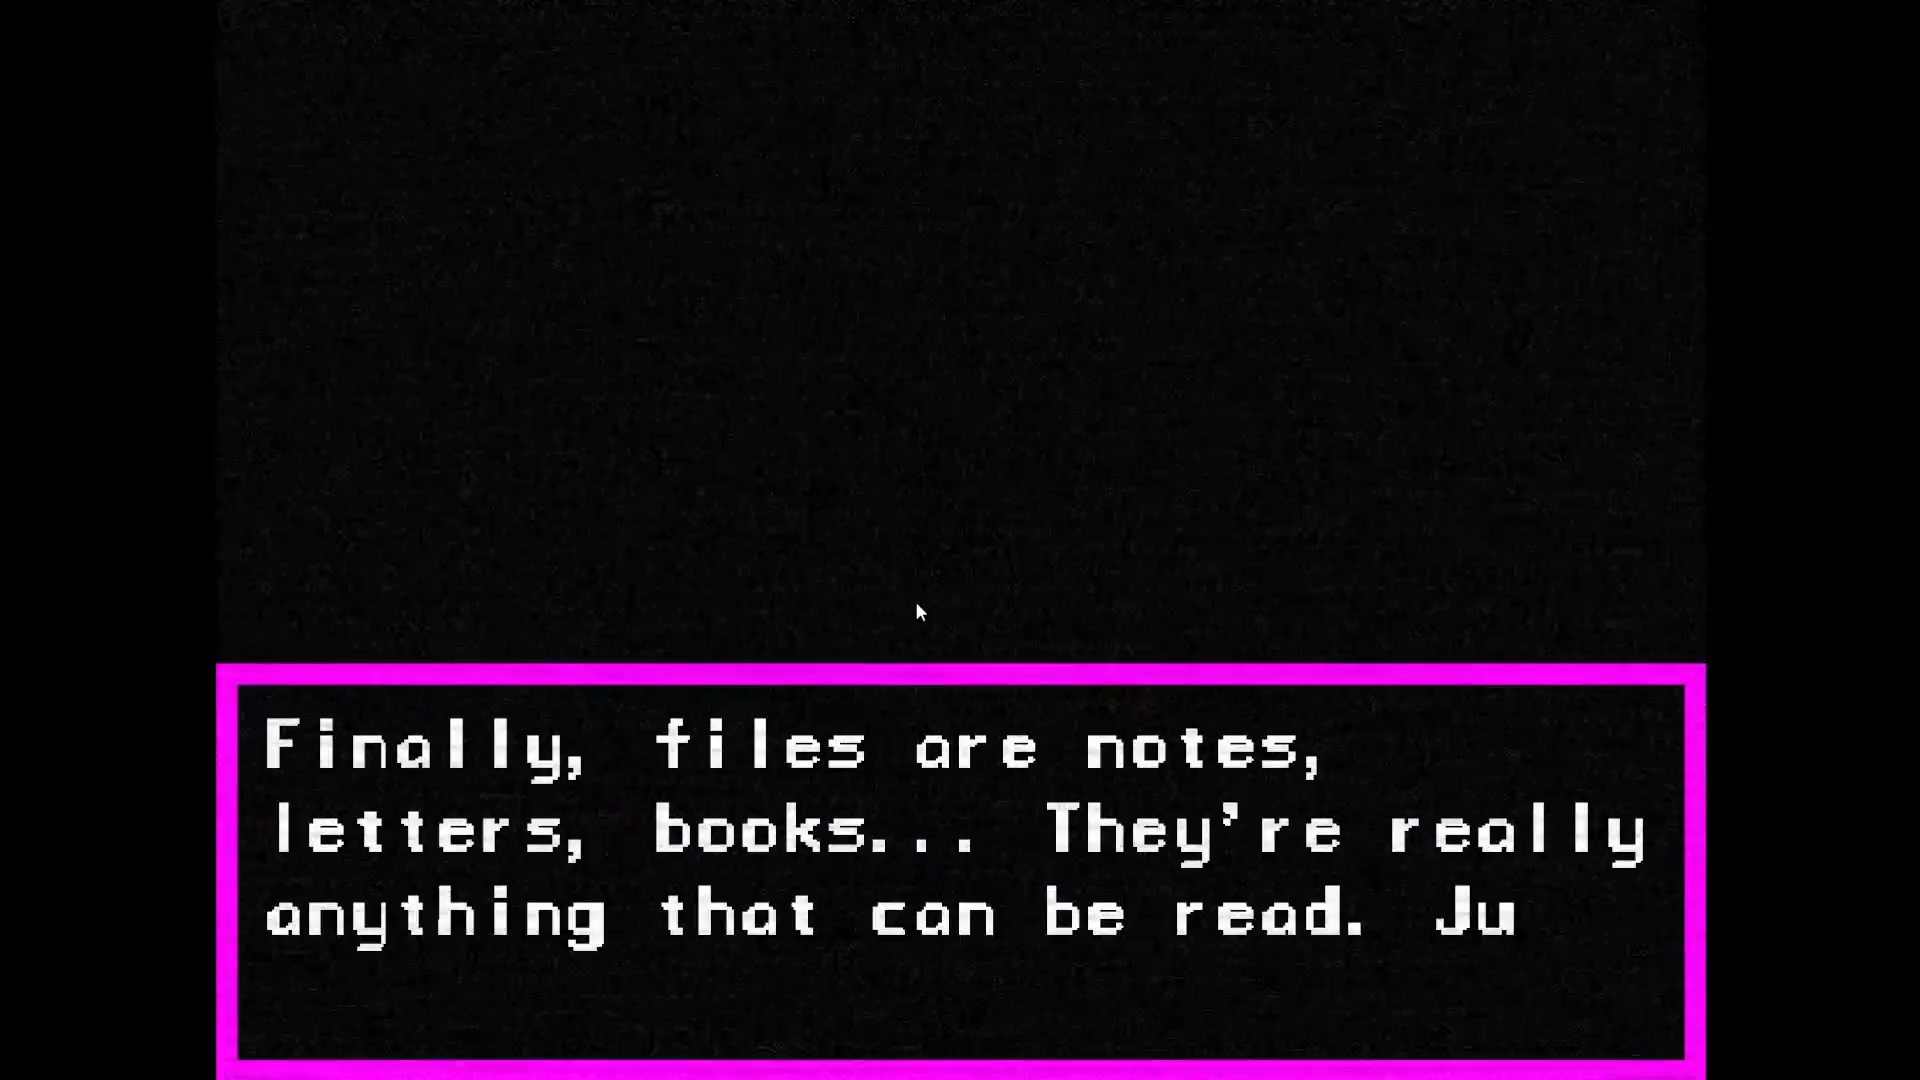 Finally, files are notes,
letters, books... They're really
anything that can be read. Ju